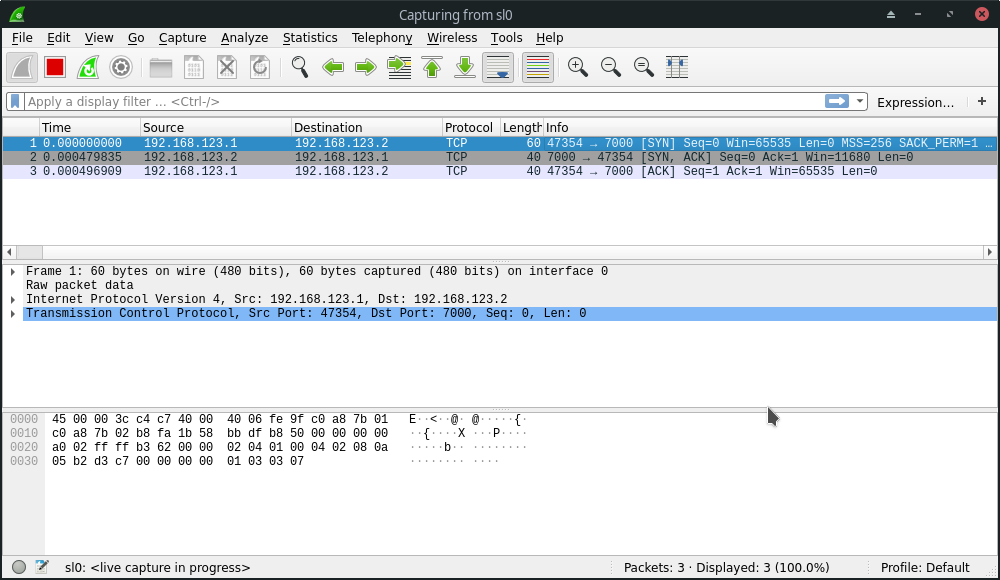 Capturing from sl0
File Edit View Go Capture Analyze Statistics Telephony Wireless Tools Help
Apply a display filter … <Ctrl-/> Expression… +
Time Source Destination Protocol Length Info
1 0.000000000 192.168.123.1 192.168.123.2 TCP 60 47354 → 7000 [SYN] Seq=0 Win=65535 Len=0 MSS=256 SACK_PERM=1 …
2 0.000479835 192.168.123.2 192.168.123.1 TCP 40 7000 → 47354 [SYN, ACK] Seq=0 Ack=1 Win=11680 Len=0
3 0.000496909 192.168.123.1 192.168.123.2 TCP 40 47354 → 7000 [ACK] Seq=1 Ack=1 Win=65535 Len=0
Frame 1: 60 bytes on wire (480 bits), 60 bytes captured (480 bits) on interface 0
Raw packet data
Internet Protocol Version 4, Src: 192.168.123.1, Dst: 192.168.123.2
Transmission Control Protocol, Src Port: 47354, Dst Port: 7000, Seq: 0, Len: 0
0000 45 00 00 3c c4 c7 40 00 40 06 fe 9f c0 a8 7b 01 E··<··@· @·····{·
0010 c0 a8 7b 02 b8 fa 1b 58 bb df b8 50 00 00 00 00 ··{····X ···P····
0020 a0 02 ff ff b3 62 00 00 02 04 01 00 04 02 08 0a ·····b·· ········
0030 05 b2 d3 c7 00 00 00 00 01 03 03 07 ········ ····
sl0: <live capture in progress> Packets: 3 · Displayed: 3 (100.0%) Profile: Default